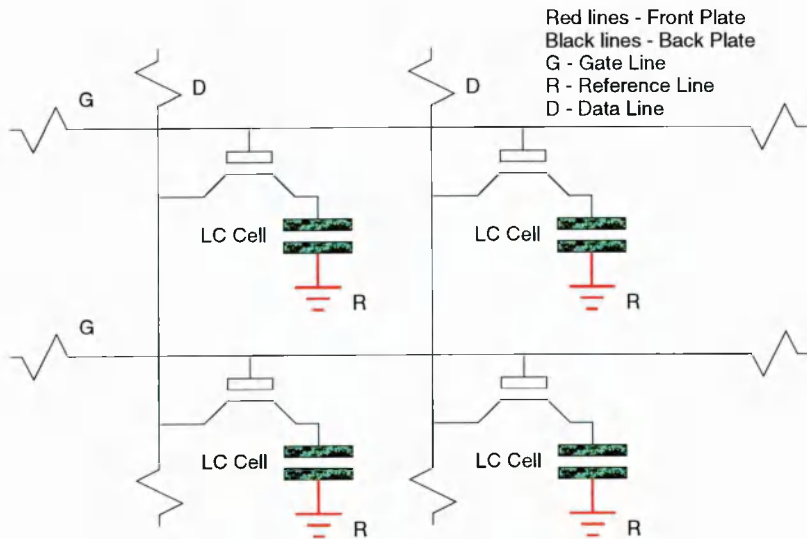 Red lines - Front Plate
Black lines - Back Plate
G - Gate Line
R - Reference Line
D - Data Line
D
D
G
LC Cell
LC Cell
R
R
G
LC Cell
LC Cell
R
R